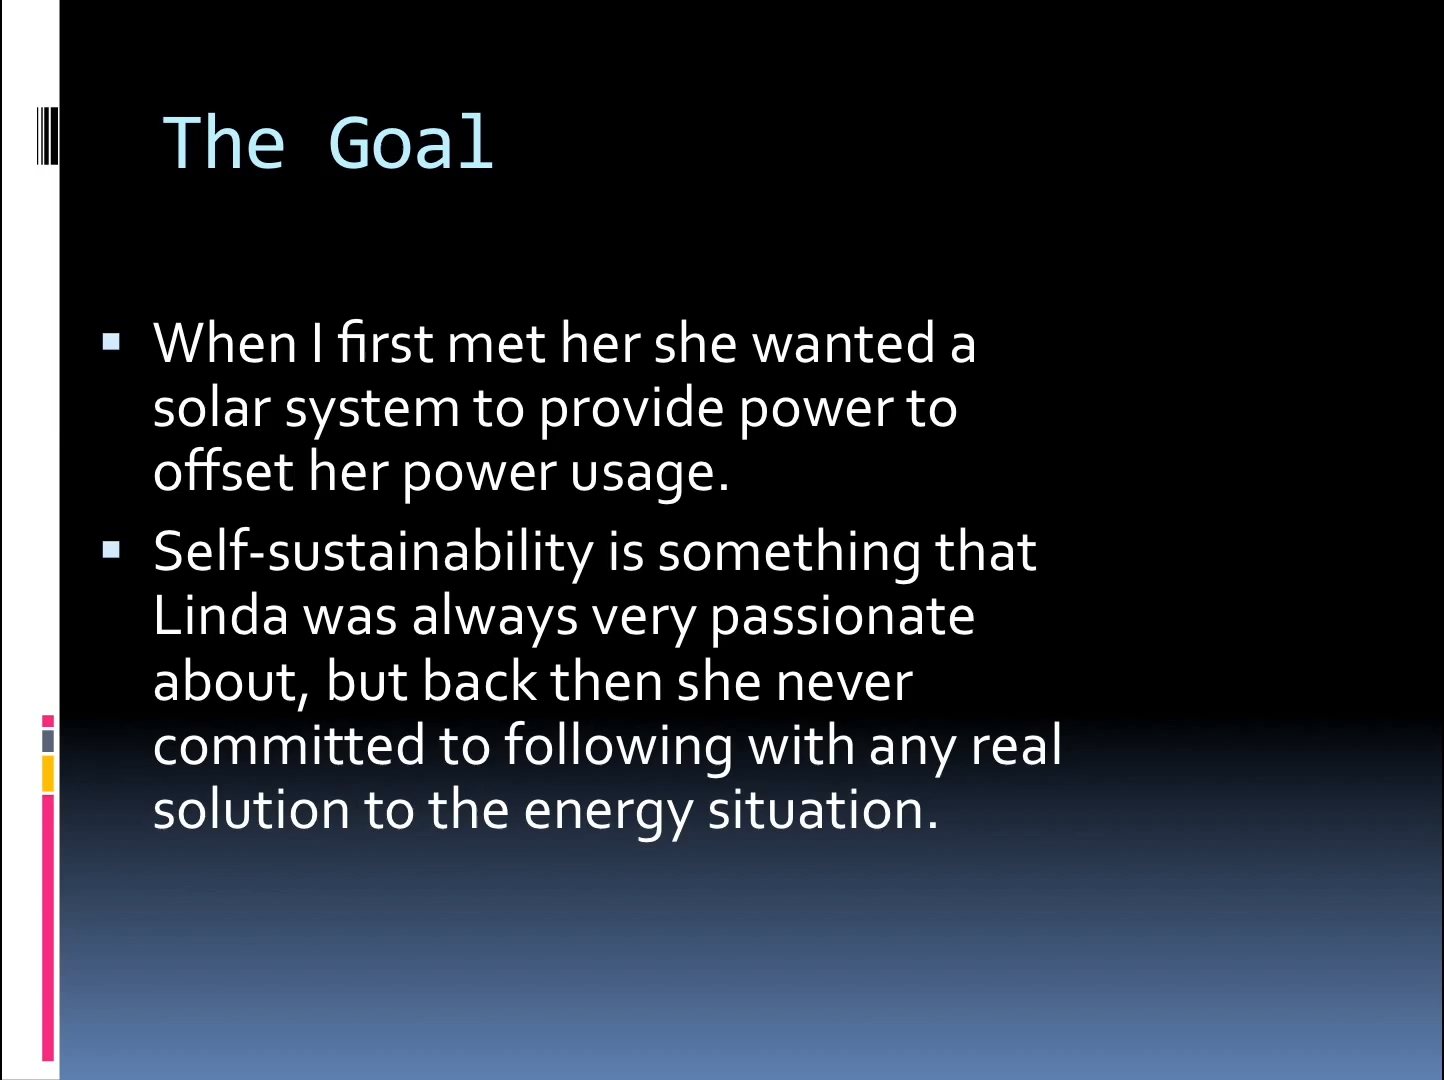 The Goal
When I first met her she wanted a
solar system to provide power to
offset her power usage.
Self-sustainability is something that
Linda was always very passionate
about, but back then she never
committed to following with any real
solution to the energy situation.